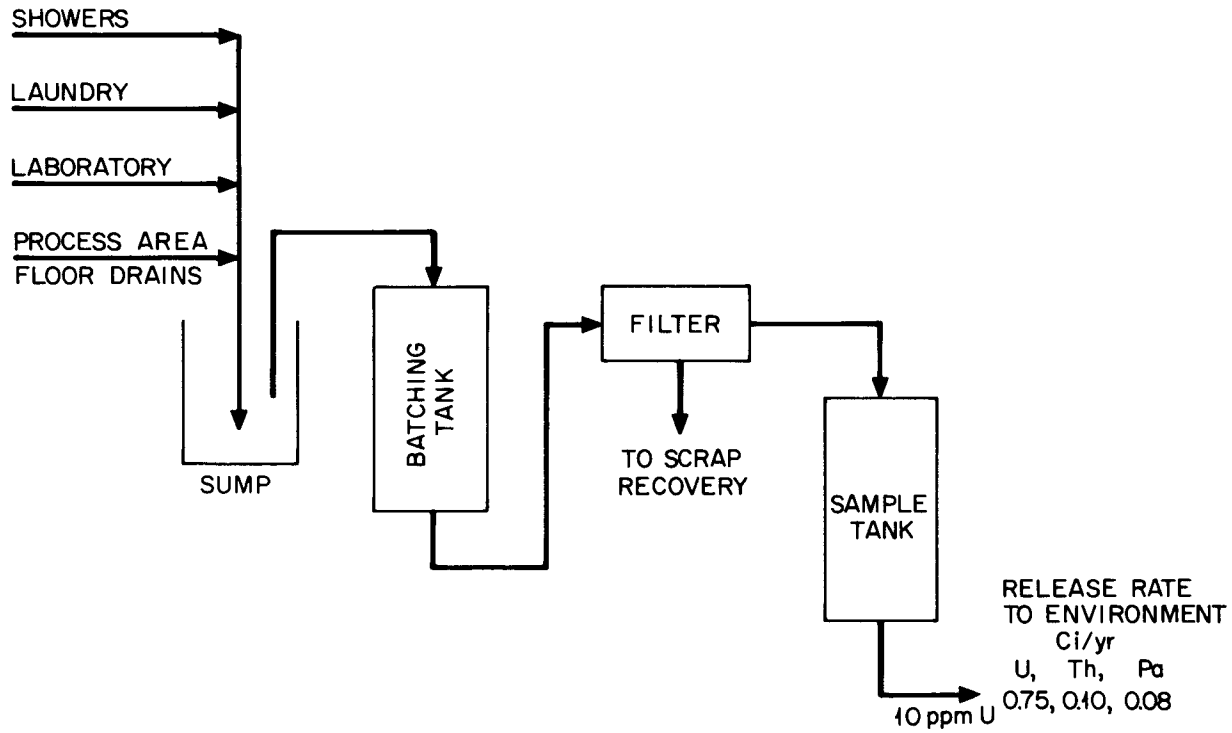 SHOWERS
LAUNDRY
LABORATORY
PROCESS AREA
FLOOR DRAINS
SUMP
BATCHING
TANK
FILTER
TO SCRAP
RECOVERY
SAMPLE
TANK
RELEASE RATE
TO ENVIRONMENT
Ci/yr
U, Th, Pa
0.75, 0.10, 0.08
10 ppm U